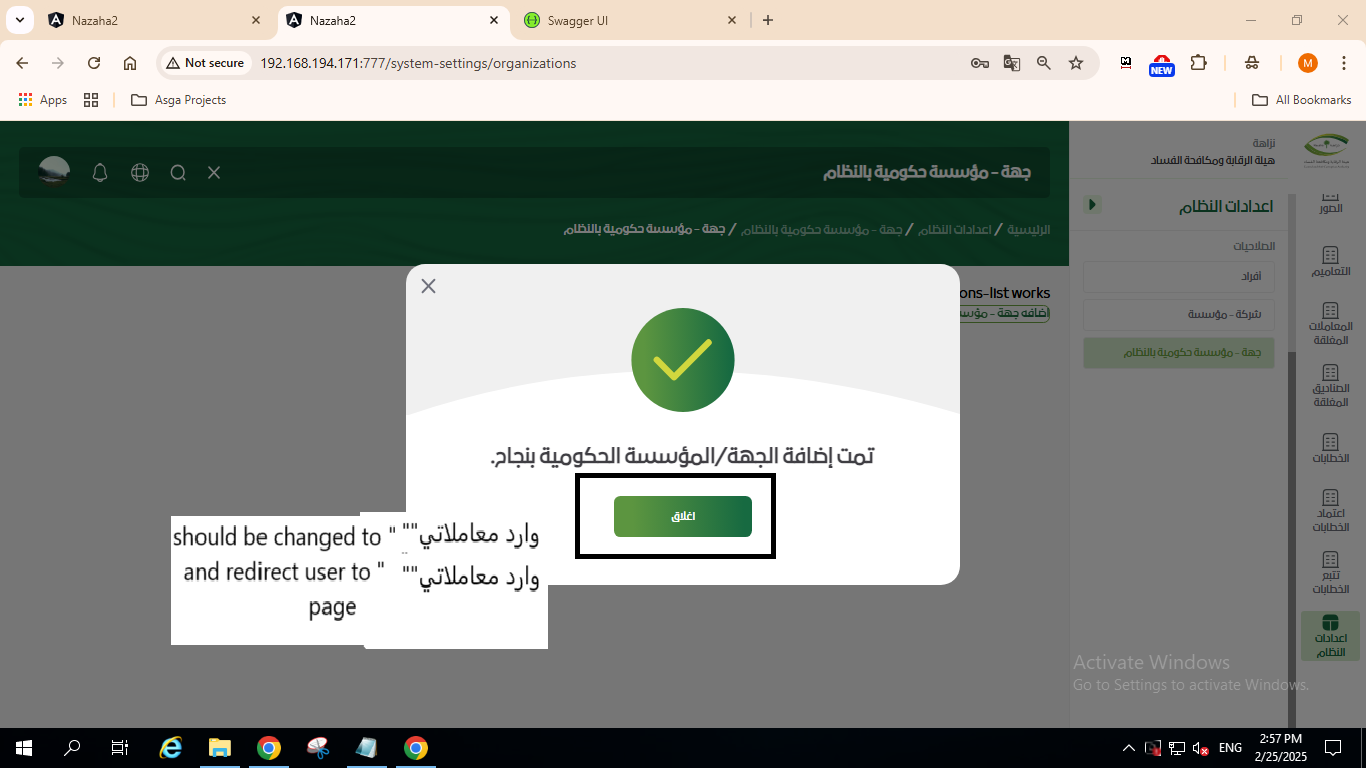 Nazaha2
Nazaha2
Swagger UI
Not secure
192.168.194.171:777/system-settings/organizations
NEW
M
Apps
Asga Projects
All Bookmarks
نزاهة
هيئة الرقابة ومكافحة الفساد
جهة - مؤسسة حكومية بالنظام
الرئيسية / اعدادات النظام / جهة - مؤسسة حكومية بالنظام / جهة - مؤسسة حكومية بالنظام
اعدادات النظام
الصلاحيات
أفراد
شركة - مؤسسة
جهة - مؤسسة حكومية بالنظام
الصور
التعاميم
المعاملات المغلقة
الصناديق المغلقة
الخطابات
اعتماد الخطابات
تتبع الخطابات
اعدادات النظام
ons-list works
اضافه جهة - مؤسس
تمت إضافة الجهة/المؤسسة الحكومية بنجاح.
اغلاق
should be changed to " وارد معاملاتي""
and redirect user to " وارد معاملاتي""
page
Activate Windows
Go to Settings to activate Windows.
ENG
2:57 PM
2/25/2025